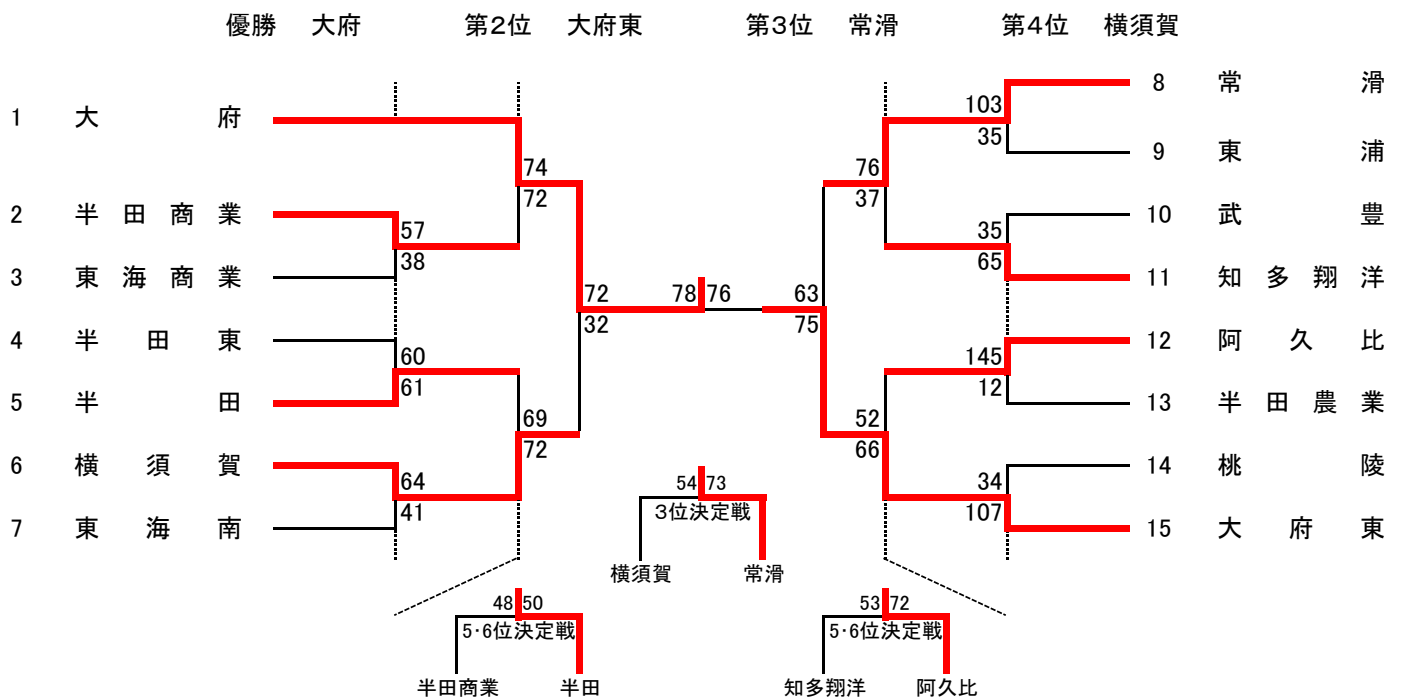 優勝 大府 第2位 大府東 第3位 常滑 第4位 横須賀
8 常滑
103
1 大府
35
9 東浦
74 76
72 37
2 半田商業
10 武豊
57 35
38 65
3 東海商業
11 知多翔洋
72 78 76 63
32 75
4 半田東
12 阿久比
60 145
61 12
5 半田
13 半田農業
69 52
72 66
6 横須賀
14 桃陵
64 54 73 34
41 3位決定戦 107
7 東海南
15 大府東
横須賀 常滑
48 50 53 72
5・6位決定戦 5・6位決定戦
半田商業 半田 知多翔洋 阿久比